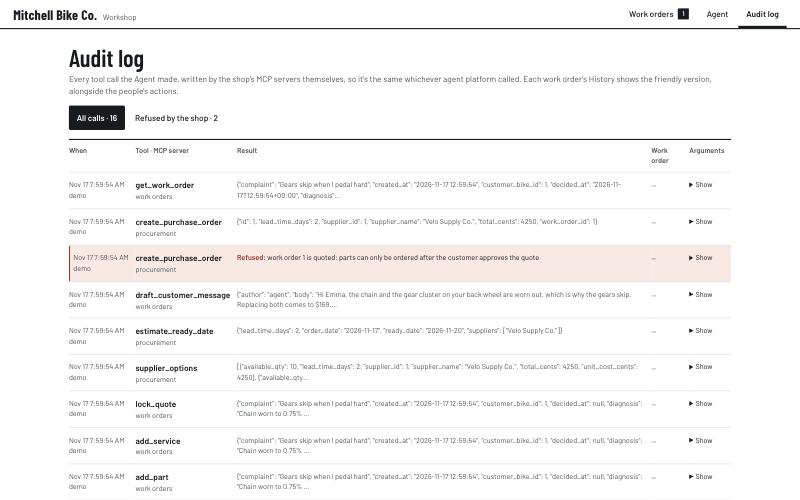 Mitchell Bike Co. Workshop
Work orders 1 Agent Audit log
Audit log
Every tool call the Agent made, written by the shop's MCP servers themselves, so it's the same whichever agent platform called. Each work order's History shows the friendly version,
alongside the people's actions.
All calls · 16 Refused by the shop · 2
When Tool · MCP server Result Work order Arguments
Nov 17 7:59:54 AM get_work_order {"complaint": "Gears skip when I pedal hard", "created_at": "2026-11-17 12:59:54", "customer_bike_id": 1, "decided_at": "2026-11- – ▶ Show
demo work orders 17T12:59:54+00:00", "diagnosis"...
Nov 17 7:59:54 AM create_purchase_order {"id": 1, "lead_time_days": 2, "supplier_id": 1, "supplier_name": "Velo Supply Co.", "total_cents": 4250, "work_order_id": 1} – ▶ Show
demo procurement
Nov 17 7:59:54 AM create_purchase_order Refused: work order 1 is quoted: parts can only be ordered after the customer approves the quote – ▶ Show
demo procurement
Nov 17 7:59:54 AM draft_customer_message {"author": "agent", "body": "Hi Emma, the chain and the gear cluster on your back wheel are worn out, which is why the gears skip. – ▶ Show
demo work orders Replacing both comes to $169....
Nov 17 7:59:54 AM estimate_ready_date {"lead_time_days": 2, "order_date": "2026-11-17", "ready_date": "2026-11-20", "suppliers": ["Velo Supply Co."]} – ▶ Show
demo procurement
Nov 17 7:59:54 AM supplier_options [{"available_qty": 10, "lead_time_days": 2, "supplier_id": 1, "supplier_name": "Velo Supply Co.", "total_cents": 4250, "unit_cost_cents": – ▶ Show
demo procurement 4250}, {"available_qty...
Nov 17 7:59:54 AM lock_quote {"complaint": "Gears skip when I pedal hard", "created_at": "2026-11-17 12:59:54", "customer_bike_id": 1, "decided_at": null, "diagnosis": – ▶ Show
demo work orders "Chain worn to 0.75% ...
Nov 17 7:59:54 AM add_service {"complaint": "Gears skip when I pedal hard", "created_at": "2026-11-17 12:59:54", "customer_bike_id": 1, "decided_at": null, "diagnosis": – ▶ Show
demo work orders "Chain worn to 0.75% ...
Nov 17 7:59:54 AM add_part {"complaint": "Gears skip when I pedal hard", "created_at": "2026-11-17 12:59:54", "customer_bike_id": 1, "decided_at": null, "diagnosis": – ▶ Show
demo work orders "Chain worn to 0.75% ...